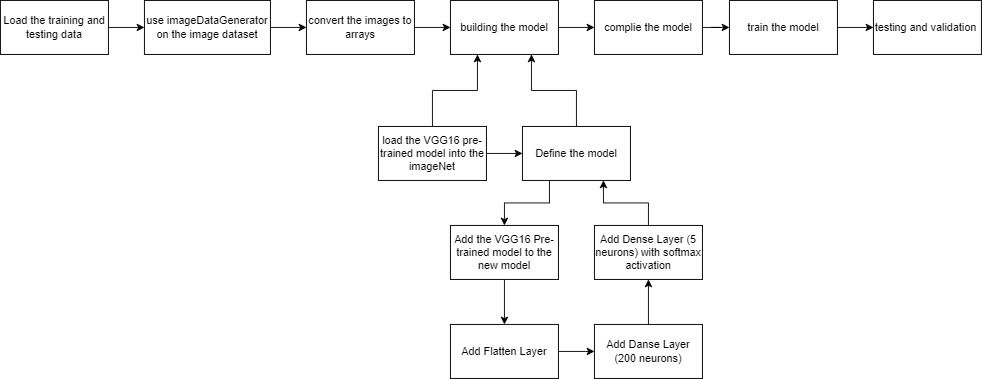 Load the training and
testing data
use imageDataGenerator
on the image dataset
convert the images to
arrays
building the model
complie the model
train the model
testing and validation
load the VGG16 pre-
trained model into the
imageNet
Define the model
Add the VGG16 Pre-
trained model to the
new model
Add Dense Layer (5
neurons) with softmax
activation
Add Flatten Layer
Add Danse Layer
(200 neurons)